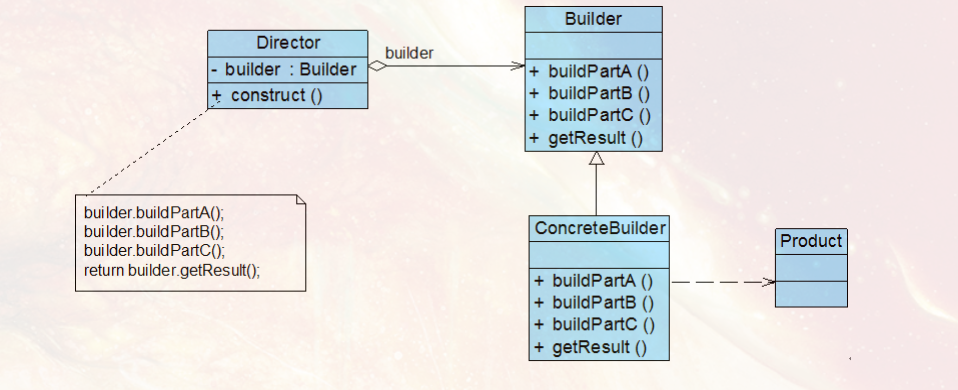 Director
- builder : Builder
+ construct ()
builder
Builder
+ buildPartA ()
+ buildPartB ()
+ buildPartC ()
+ getResult ()
builder.buildPartA();
builder.buildPartB();
builder.buildPartC();
return builder.getResult();
ConcreteBuilder
+ buildPartA ()
+ buildPartB ()
+ buildPartC ()
+ getResult ()
Product